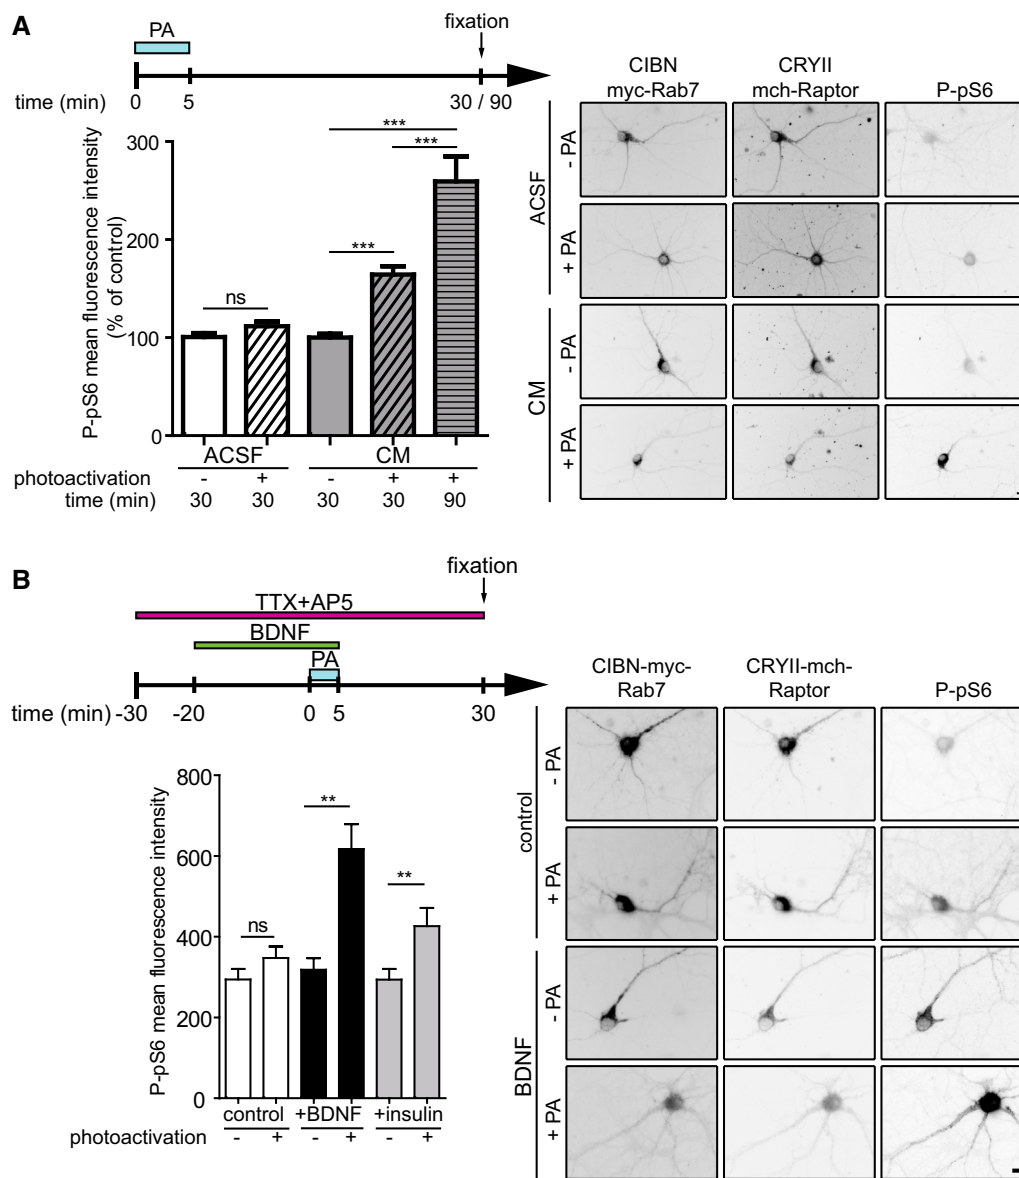 A
PA
fixation
time (min)
0
5
30 / 90
P-pS6 mean fluorescence intensity
(% of control)
300
200
100
0
ns
***
***
***
ACSF
CM
photoactivation
- + - + +
time (min)
30 30 30 30 90
CIBN
myc-Rab7
CRYII
mch-Raptor
P-pS6
ACSF
- PA
+ PA
CM
- PA
+ PA
B
fixation
TTX+AP5
BDNF
PA
time (min)
-30
-20
0
5
30
P-pS6 mean fluorescence intensity
800
600
400
200
0
ns
**
**
control
+BDNF
+insulin
photoactivation
- + - + - +
CIBN-myc-
Rab7
CRYII-mch-
Raptor
P-pS6
control
- PA
+ PA
BDNF
- PA
+ PA